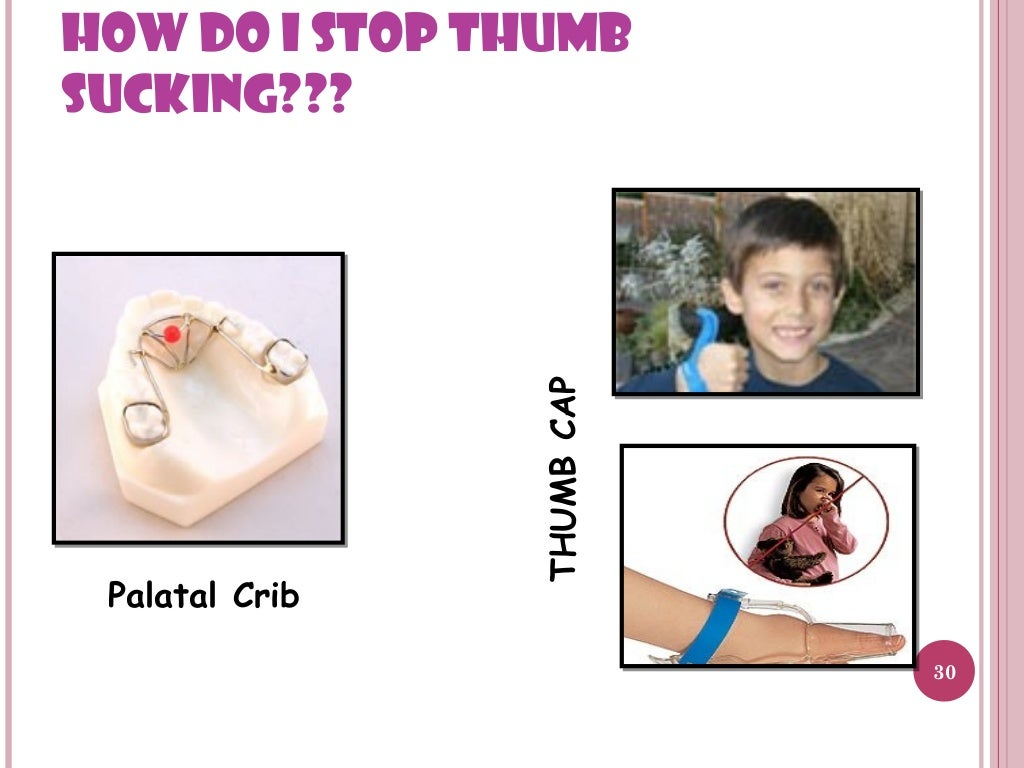 HOW DO I STOP THUMB
SUCKING???
Palatal Crib
THUMB CAP
30